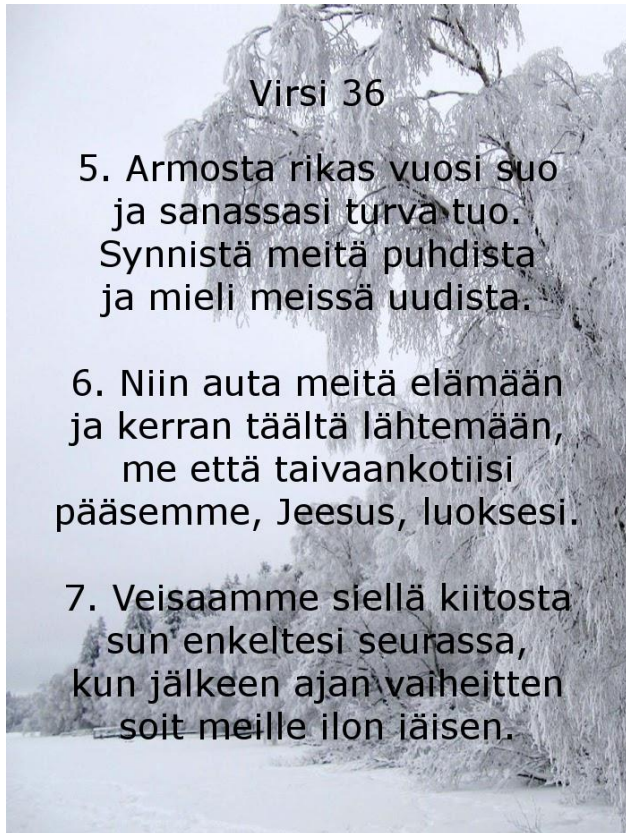 Virsi 36
5. Armosta rikas vuosi suo
ja sanassasi turva tuo.
Synnistä meitä puhdista
ja mieli meissä uudista.
6. Niin auta meitä elämään
ja kerran täältä lähtemään,
me että taivaankotiisi
pääsemme, Jeesus, luoksesi.
7. Veisaamme siellä kiitosta
sun enkeltesi seurassa,
kun jälkeen ajan vaiheitten
soit meille ilon iäisen.